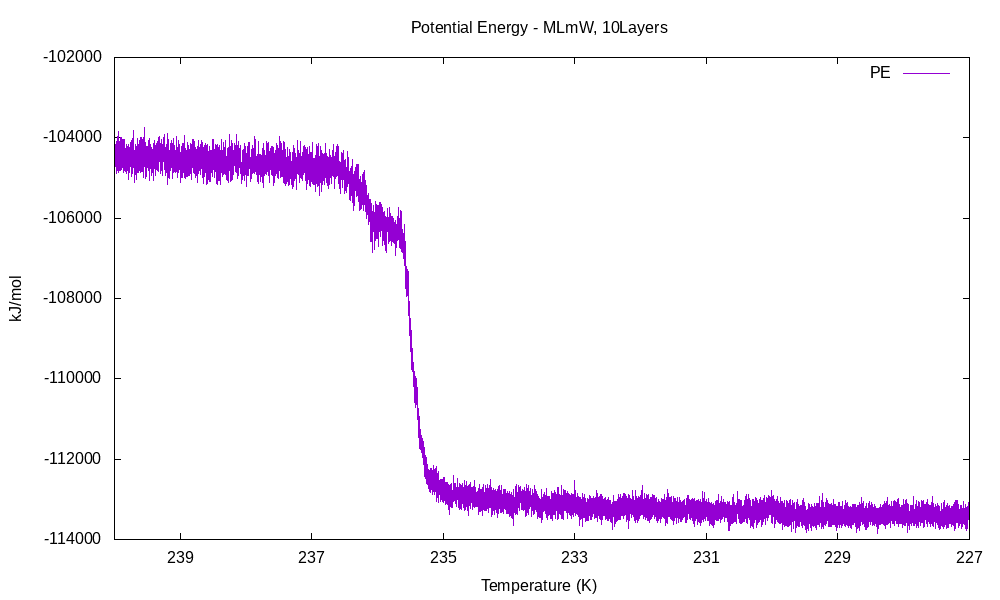 Potential Energy - MLmW, 10Layers
PE
-102000
-104000
-106000
-108000
-110000
-112000
-114000
kJ/mol
239 237 235 233 231 229 227
Temperature (K)